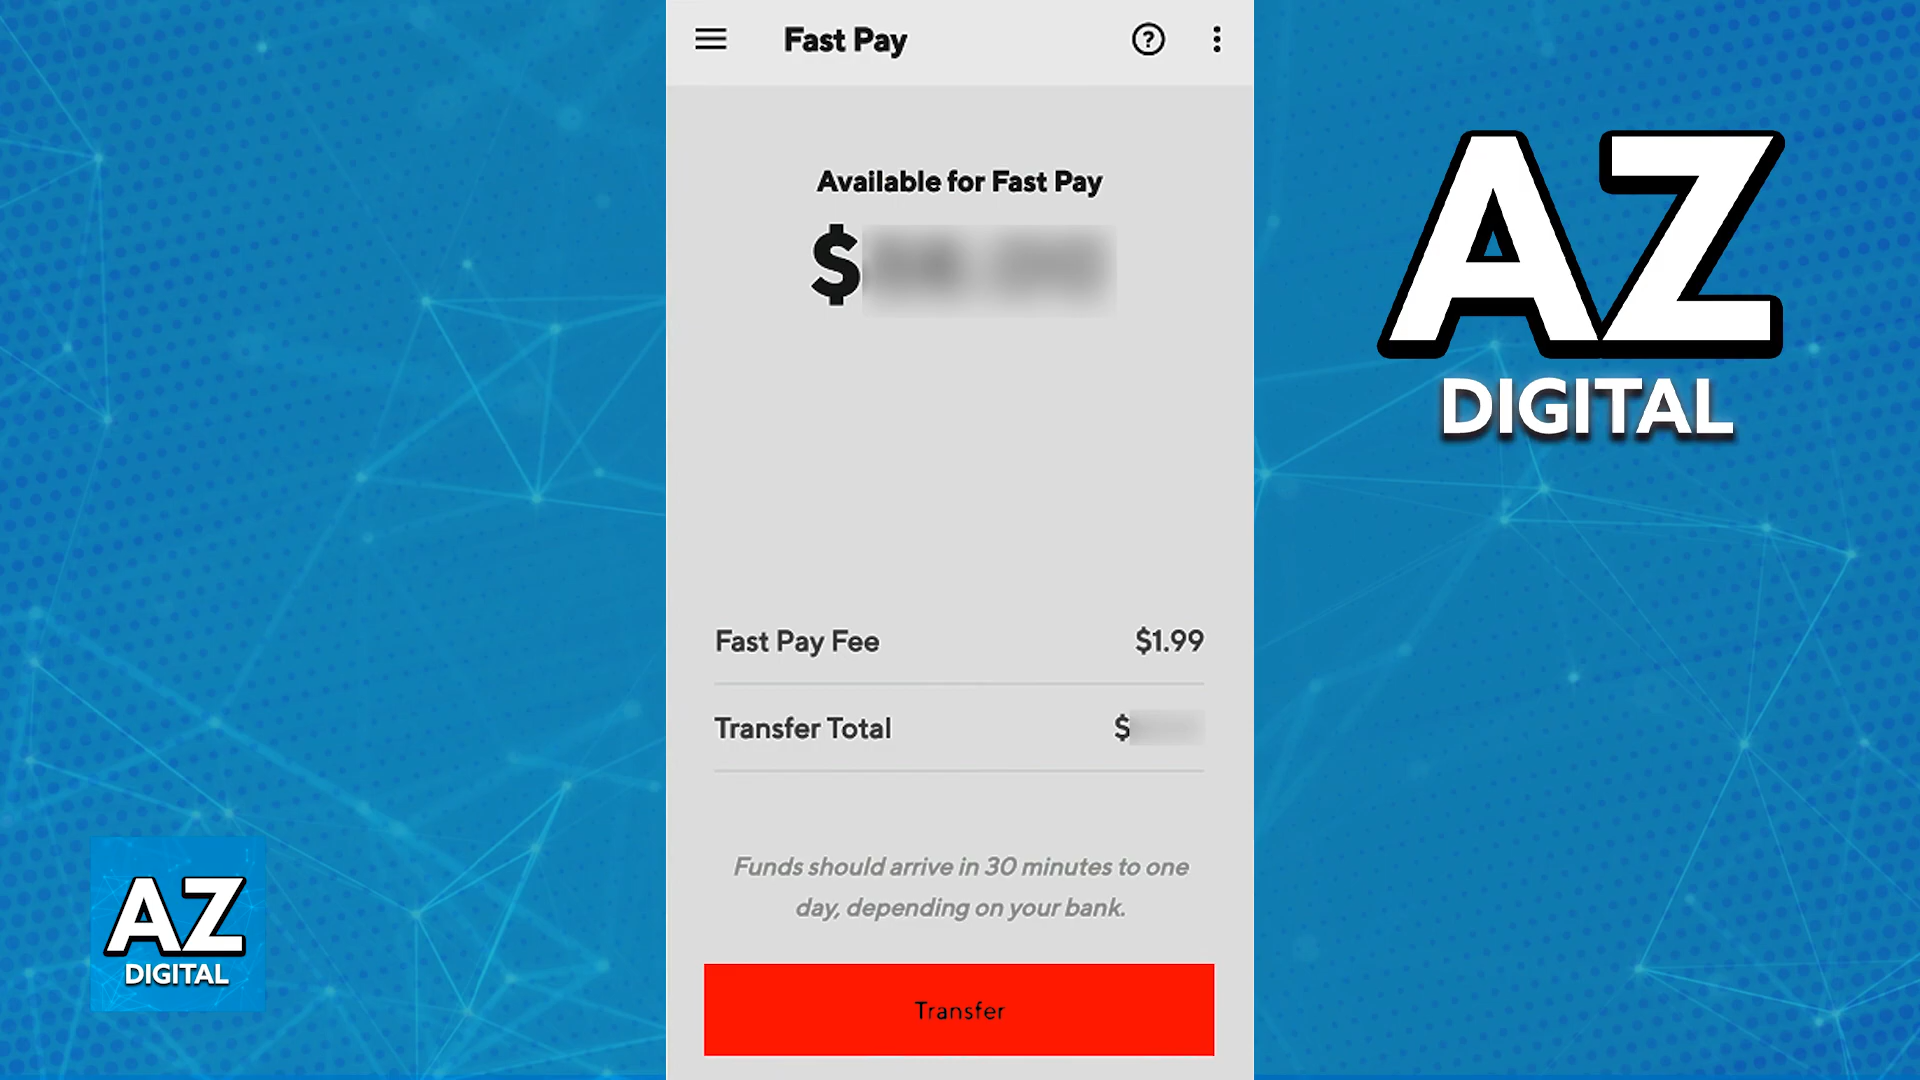 Fast Pay
Available for Fast Pay
$
Fast Pay Fee $1.99
Transfer Total $
Funds should arrive in 30 minutes to one
day, depending on your bank.
Transfer
AZ
DIGITAL
AZ
DIGITAL